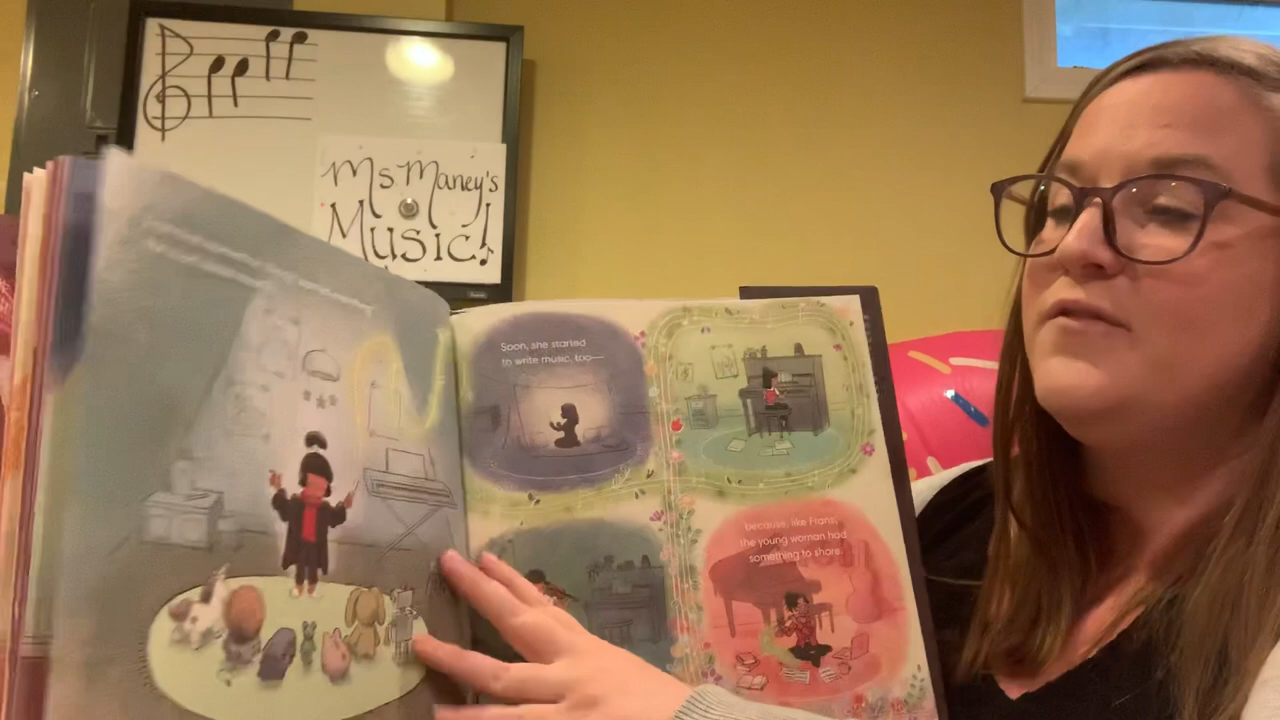 Ms Maney's
Music!
Soon, she started
to write music, too—
because, like Franz,
the young woman had
something to share.